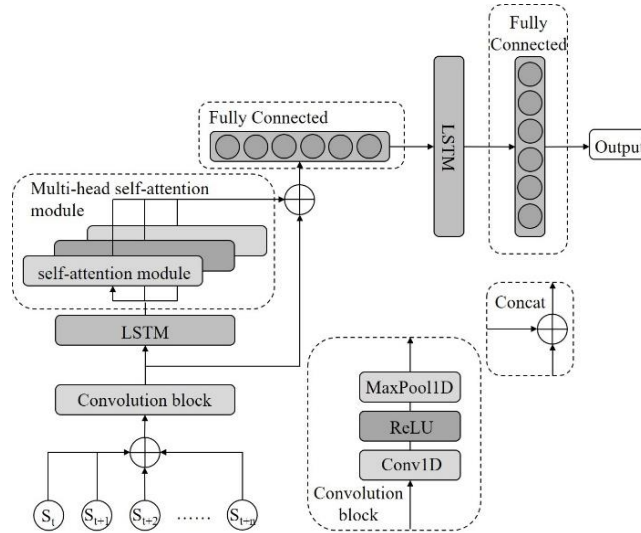 Fully
Connected
Fully Connected
LSTM
Output
Multi-head self-attention
module
self-attention module
Concat
LSTM
MaxPool1D
Convolution block
ReLU
Conv1D
Convolution
block
St
St+1
St+2
......
St+n